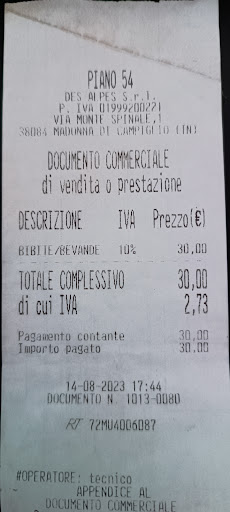 PIANO 54
DES ALPES S.r.l.
P. IVA 01999200221
VIA MONTE SPINALE,1
38084 MADONNA DI CAMPIGLIO (TN)
DOCUMENTO COMMERCIALE
di vendita o prestazione
DESCRIZIONE IVA Prezzo(€)
BIBITE/BEVANDE 10% 30,00
TOTALE COMPLESSIVO 30,00
di cui IVA 2,73
Pagamento contante 30,00
Importo pagato 30,00
14-08-2023 17:44
DOCUMENTO N. 1013-0080
RT 72MU4006087
#OPERATORE: tecnico
APPENDICE AL
DOCUMENTO COMMERCIALE